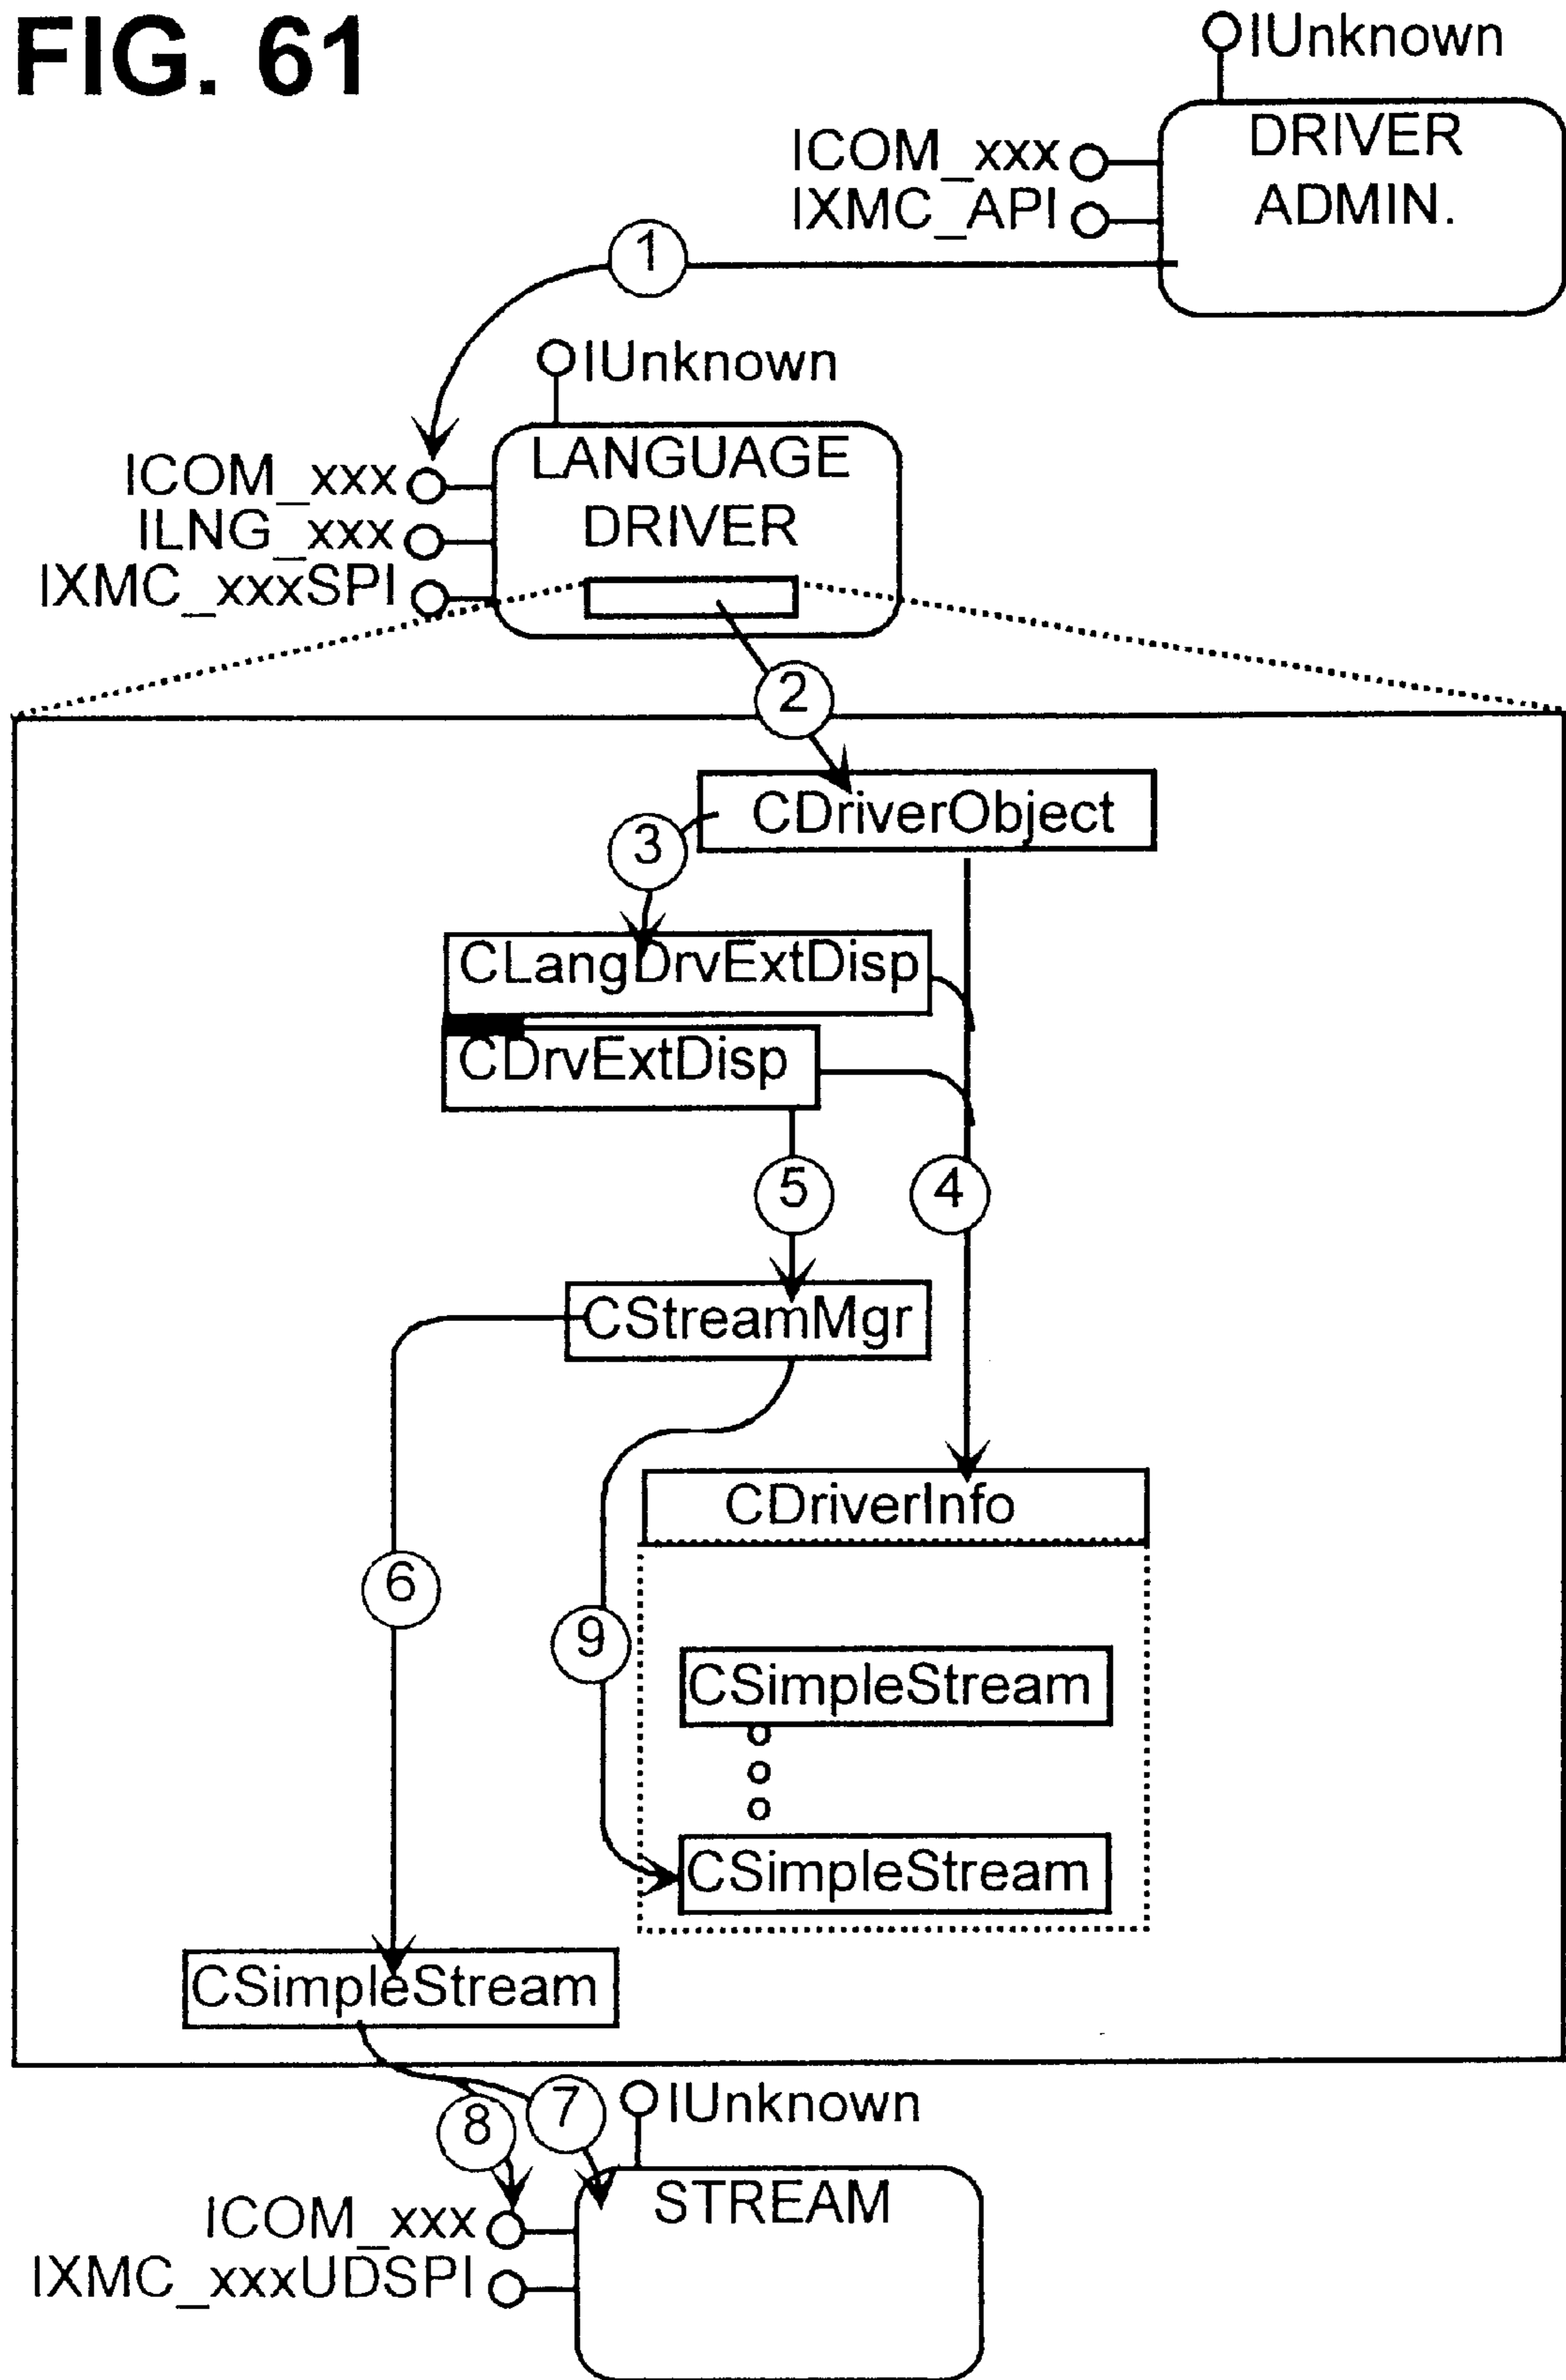 FIG. 61
IUnknown
DRIVER
ADMIN.
ICOM_xxx
IXMC_API
1
IUnknown
LANGUAGE
DRIVER
ICOM_xxx
ILNG_xxx
IXMC_xxxSPI
2
CDriverObject
3
CLangDrvExtDisp
CDrvExtDisp
5
4
CStreamMgr
CDriverInfo
6
9
CSimpleStream
CSimpleStream
CSimpleStream
8
7
IUnknown
STREAM
ICOM_xxx
IXMC_xxxUDSPI